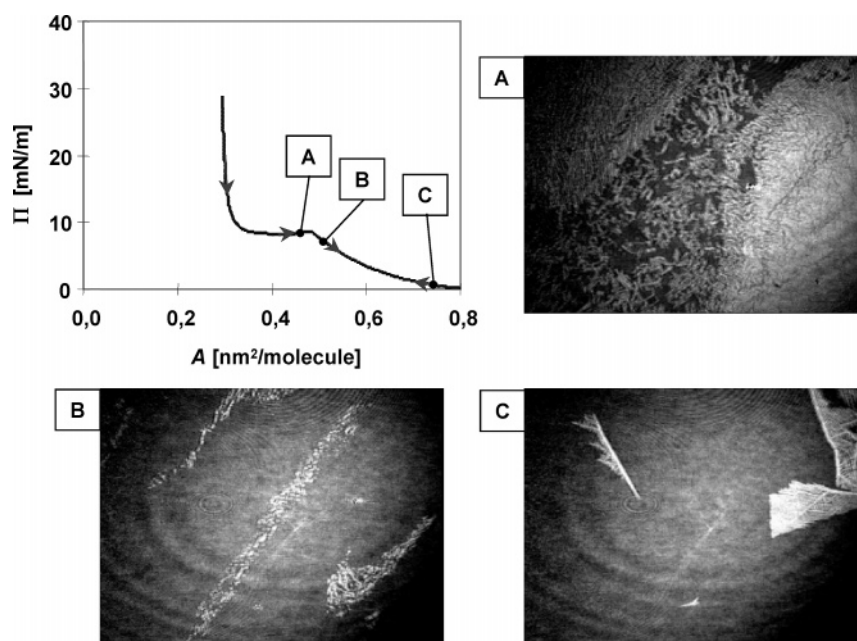 40
30
20
10
0
Π [mN/m]
A
B
C
0,0
0,2
0,4
0,6
0,8
A [nm²/molecule]
A
B
C